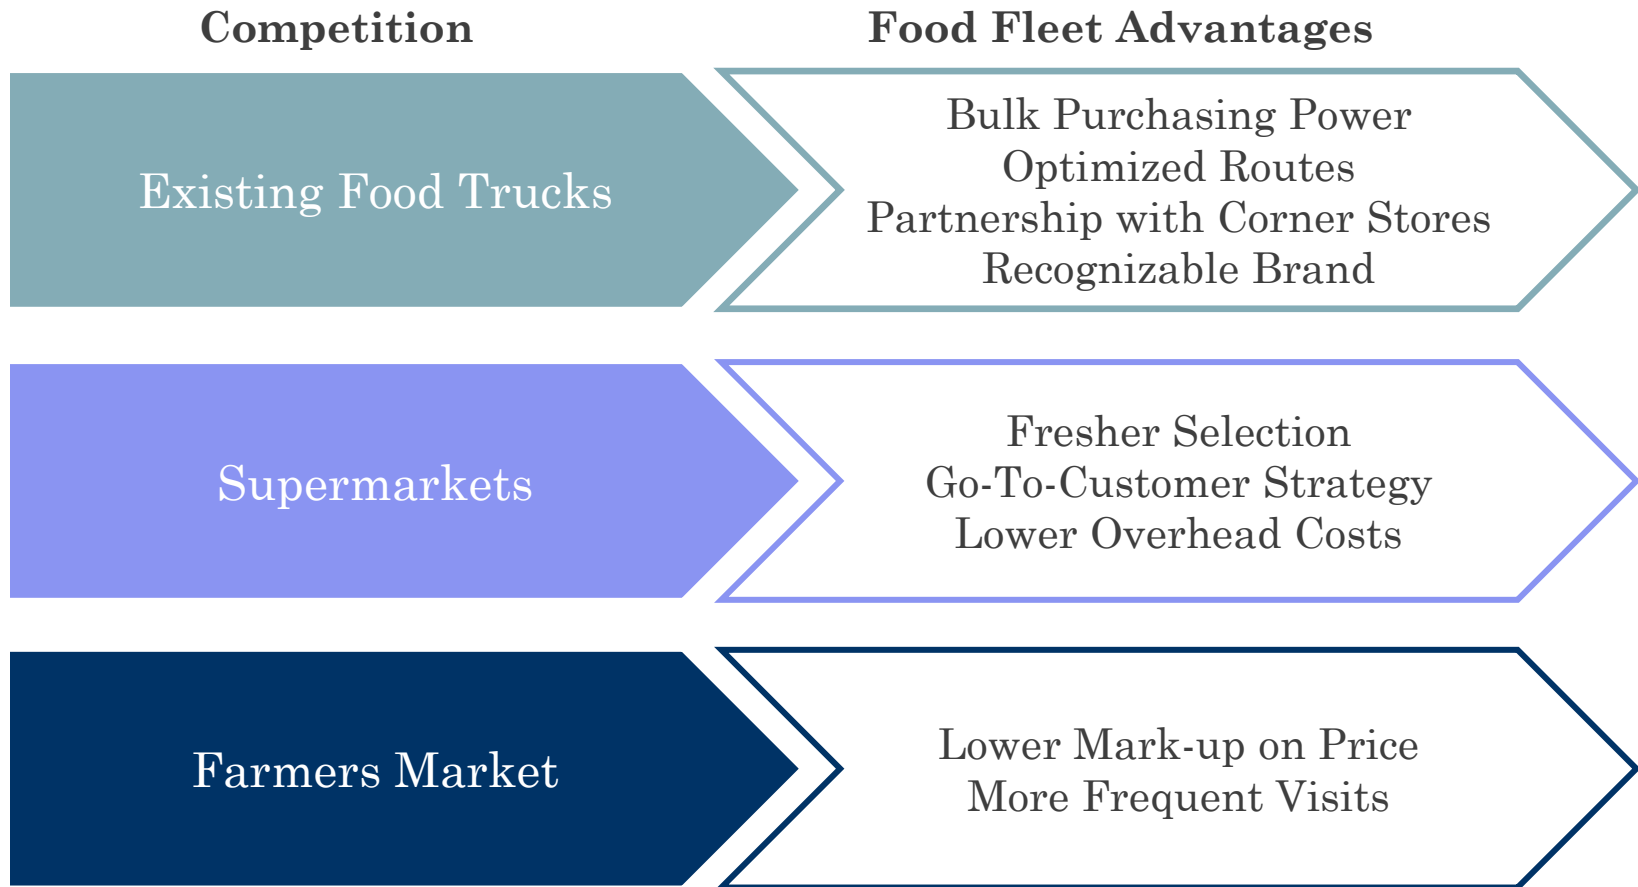 Competition
Food Fleet Advantages
Existing Food Trucks
Bulk Purchasing Power
Optimized Routes
Partnership with Corner Stores
Recognizable Brand
Supermarkets
Fresher Selection
Go-To-Customer Strategy
Lower Overhead Costs
Farmers Market
Lower Mark-up on Price
More Frequent Visits